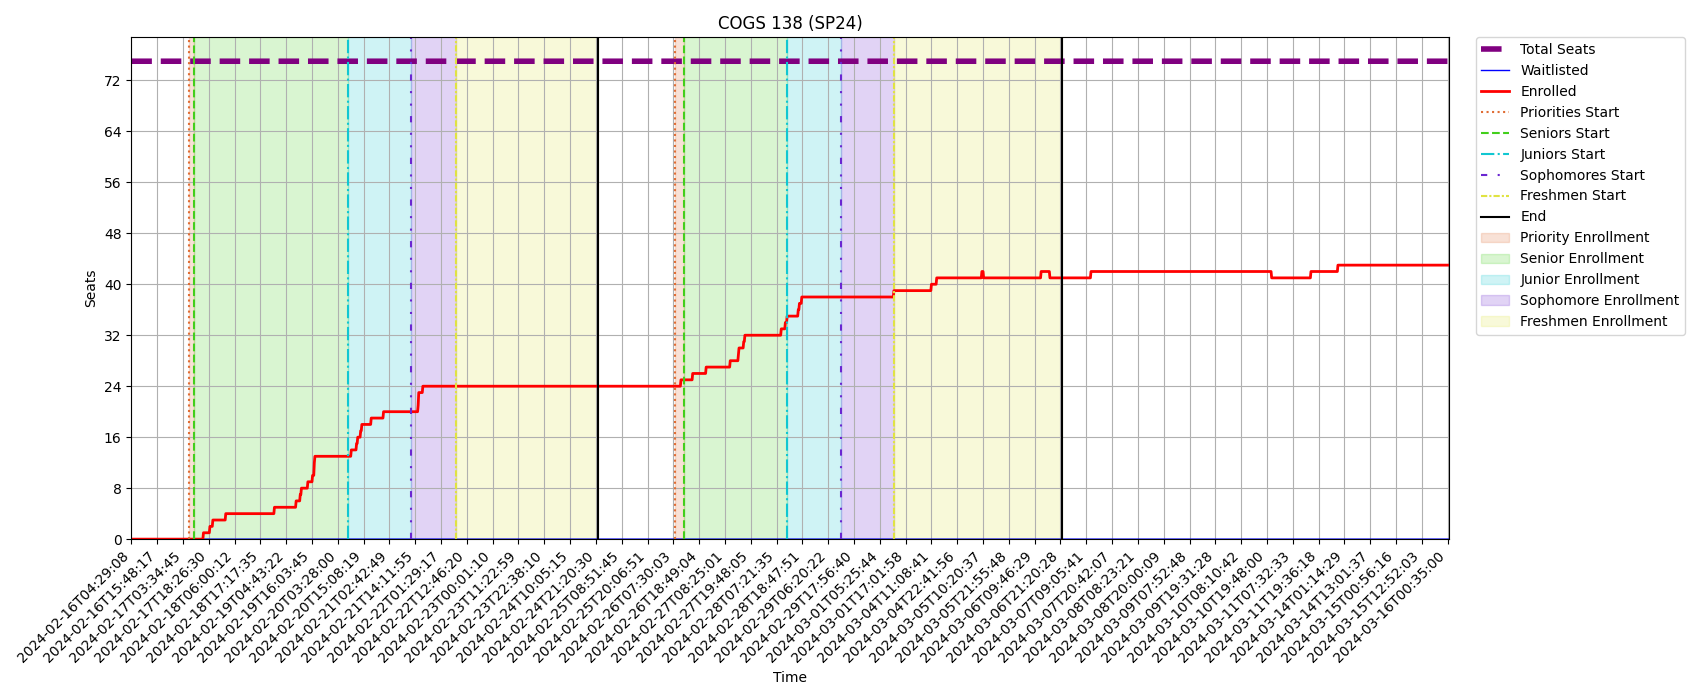 COGS 138 (SP24)
Seats
72
64
56
48
40
32
24
16
8
0
2024-02-16T04:29:08
2024-02-16T15:48:17
2024-02-17T03:34:45
2024-02-17T18:26:30
2024-02-18T06:00:12
2024-02-18T17:17:35
2024-02-19T04:43:22
2024-02-19T16:03:45
2024-02-20T03:28:00
2024-02-20T15:08:19
2024-02-21T02:42:49
2024-02-21T14:11:55
2024-02-22T01:29:17
2024-02-22T12:46:20
2024-02-23T00:01:10
2024-02-23T11:22:59
2024-02-23T22:38:10
2024-02-24T10:05:15
2024-02-24T21:20:30
2024-02-25T08:51:45
2024-02-25T20:06:51
2024-02-26T07:30:03
2024-02-26T18:49:04
2024-02-27T08:25:01
2024-02-27T19:48:05
2024-02-28T07:21:35
2024-02-28T18:47:51
2024-02-29T06:20:22
2024-02-29T17:56:40
2024-03-01T05:25:44
2024-03-01T17:01:58
2024-03-04T11:08:41
2024-03-04T22:41:56
2024-03-05T10:20:37
2024-03-05T21:55:48
2024-03-06T09:46:29
2024-03-06T21:20:28
2024-03-07T09:05:41
2024-03-07T20:42:07
2024-03-08T08:23:21
2024-03-08T20:00:09
2024-03-09T07:52:48
2024-03-09T19:31:28
2024-03-10T08:10:42
2024-03-10T19:48:00
2024-03-11T07:32:33
2024-03-11T19:36:18
2024-03-14T01:14:29
2024-03-14T13:01:37
2024-03-15T00:56:16
2024-03-15T12:52:03
2024-03-16T00:35:00
Time
Total Seats
Waitlisted
Enrolled
Priorities Start
Seniors Start
Juniors Start
Sophomores Start
Freshmen Start
End
Priority Enrollment
Senior Enrollment
Junior Enrollment
Sophomore Enrollment
Freshmen Enrollment